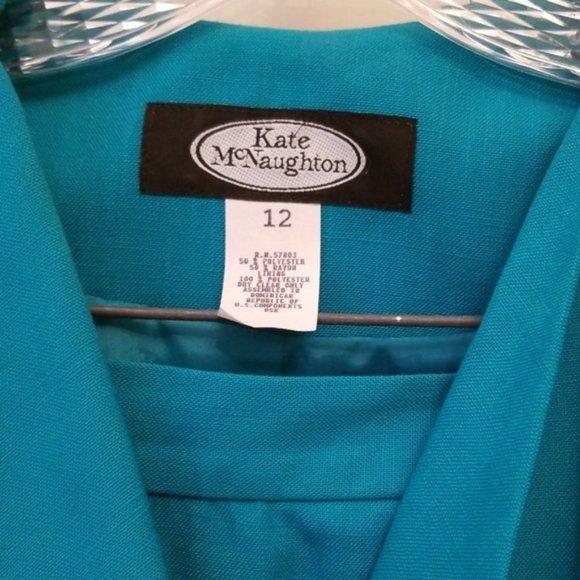 Kate
McNaughton
12
R.N.57803
50 % POLYESTER
50 % RAYON
LINING
100 % POLYESTER
DRY CLEAN ONLY
ASSEMBLED IN
DOMINICAN
REPUBLIC OF
U.S.COMPONENTS